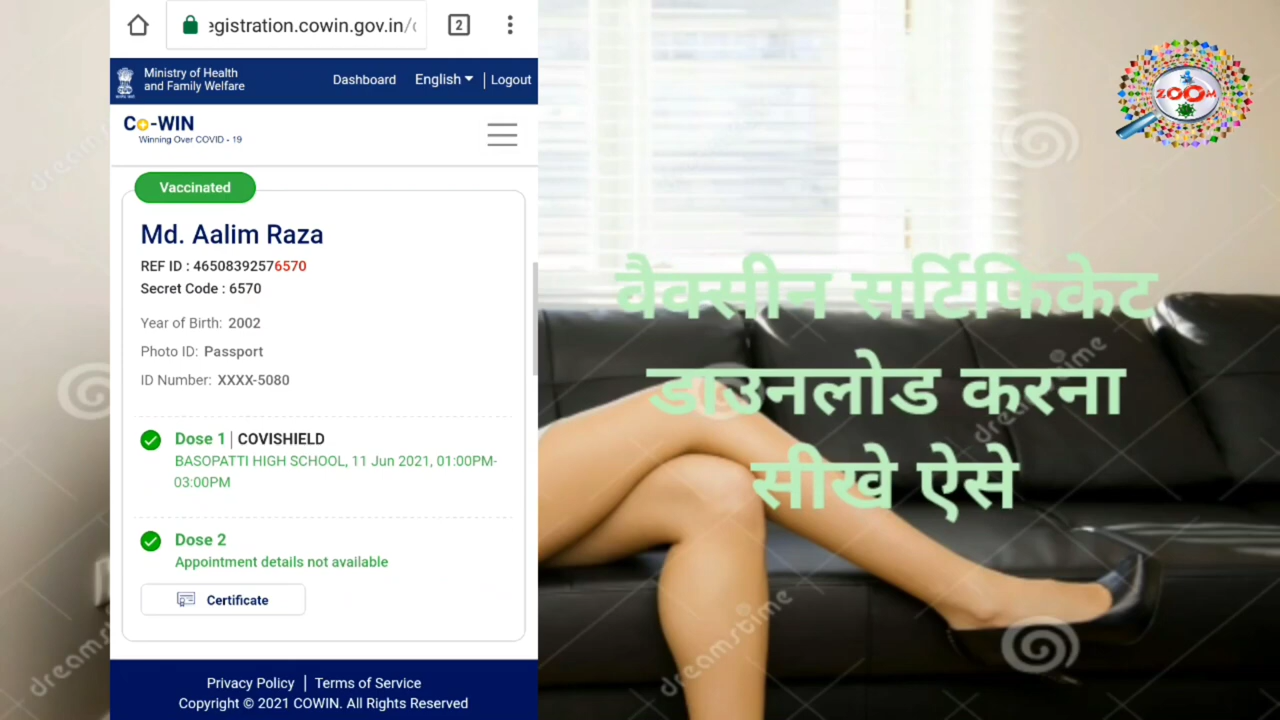 egistration.cowin.gov.in/
2
Ministry of Health
and Family Welfare
Dashboard
English
Logout
Co-WIN
Winning Over COVID - 19
Vaccinated
Md. Aalim Raza
REF ID : 46508392576570
Secret Code : 6570
Year of Birth: 2002
Photo ID: Passport
ID Number: XXXX-5080
Dose 1 | COVISHIELD
BASOPATTI HIGH SCHOOL, 11 Jun 2021, 01:00PM-
03:00PM
Dose 2
Appointment details not available
Certificate
Privacy Policy | Terms of Service
Copyright © 2021 COWIN. All Rights Reserved
ZOOM
वैक्सीन सर्टिफिकेट
डाउनलोड करना
सीखे ऐसे
dreamstime
dreamstime